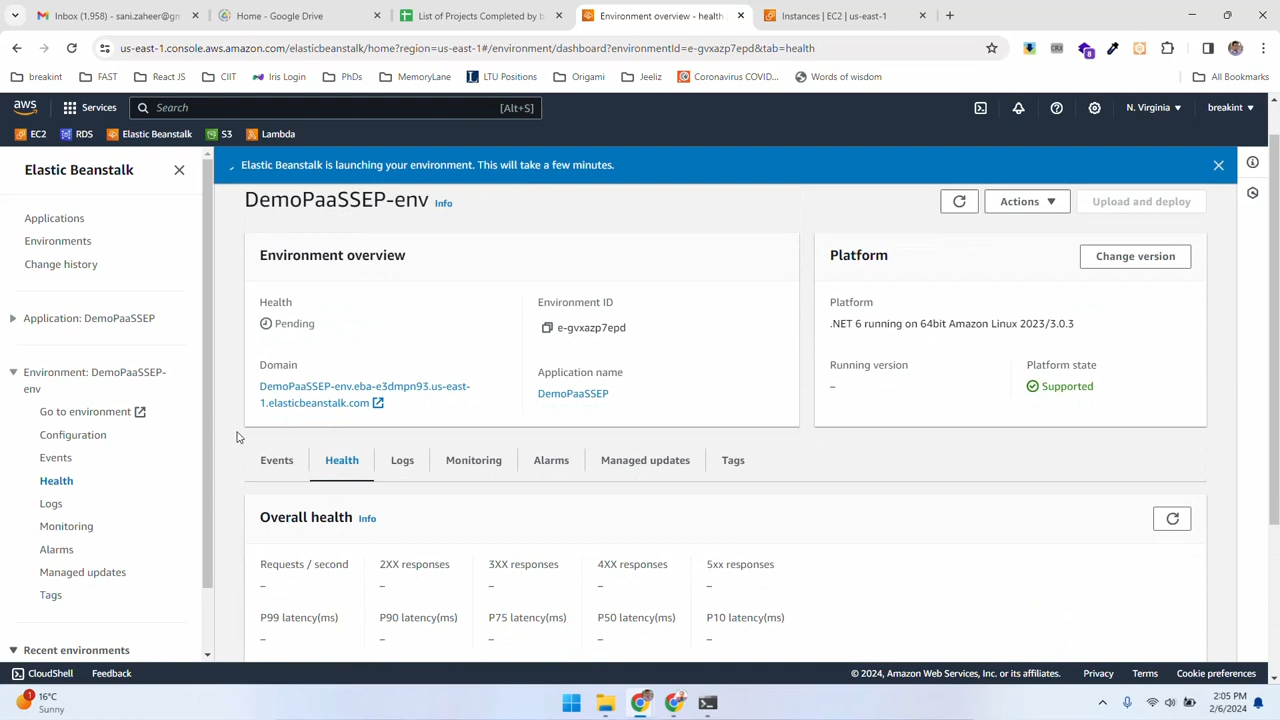 Inbox (1,958) - sani.zaheer@gn
Home - Google Drive
List of Projects Completed by b
Environment overview - health
Instances | EC2 | us-east-1
us-east-1.console.aws.amazon.com/elasticbeanstalk/home?region=us-east-1#/environment/dashboard?environmentId=e-gvxazp7epd&tab=health
CRX
8
breakint
FAST
React JS
CIIT
Iris Login
PhDs
MemoryLane
LTU Positions
Origami
Jeeliz
Coronavirus COVID...
Words of wisdom
All Bookmarks
aws
Services
Search
[Alt+S]
N. Virginia
breakint
EC2
RDS
Elastic Beanstalk
S3
Lambda
Elastic Beanstalk
Applications
Environments
Change history
Application: DemoPaaSSEP
Environment: DemoPaaSSEP-
env
Go to environment
Configuration
Events
Health
Logs
Monitoring
Alarms
Managed updates
Tags
Recent environments
Elastic Beanstalk is launching your environment. This will take a few minutes.
DemoPaaSSEP-env Info
Actions
Upload and deploy
Environment overview
Health
Pending
Domain
DemoPaaSSEP-env.eba-e3dmpn93.us-east-
1.elasticbeanstalk.com
Environment ID
e-gvxazp7epd
Application name
DemoPaaSSEP
Platform
Change version
Platform
.NET 6 running on 64bit Amazon Linux 2023/3.0.3
Running version
–
Platform state
Supported
Events
Health
Logs
Monitoring
Alarms
Managed updates
Tags
Overall health Info
Requests / second
–
2XX responses
–
3XX responses
–
4XX responses
–
5xx responses
–
P99 latency(ms)
–
P90 latency(ms)
–
P75 latency(ms)
–
P50 latency(ms)
–
P10 latency(ms)
–
CloudShell
Feedback
© 2024, Amazon Web Services, Inc. or its affiliates.
Privacy
Terms
Cookie preferences
1
16°C
Sunny
2:05 PM
2/6/2024